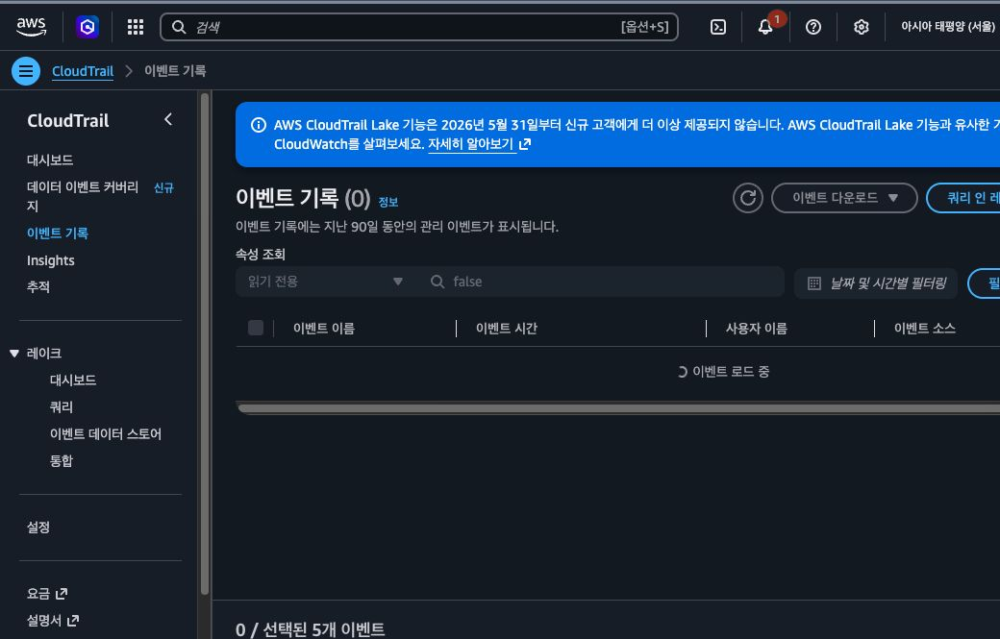 aws
검색
[옵션+S]
1
아시아 태평양 (서울)
CloudTrail
이벤트 기록
CloudTrail
대시보드
데이터 이벤트 커버리지
신규
이벤트 기록
Insights
추적
레이크
대시보드
쿼리
이벤트 데이터 스토어
통합
설정
요금
설명서
AWS CloudTrail Lake 기능은 2026년 5월 31일부터 신규 고객에게 더 이상 제공되지 않습니다. AWS CloudTrail Lake 기능과 유사한
CloudWatch를 살펴보세요. 자세히 알아보기
이벤트 기록 (0) 정보
이벤트 다운로드
쿼리 인 레
이벤트 기록에는 지난 90일 동안의 관리 이벤트가 표시됩니다.
속성 조회
읽기 전용
false
날짜 및 시간별 필터링
필
이벤트 이름
이벤트 시간
사용자 이름
이벤트 소스
이벤트 로드 중
0 / 선택된 5개 이벤트